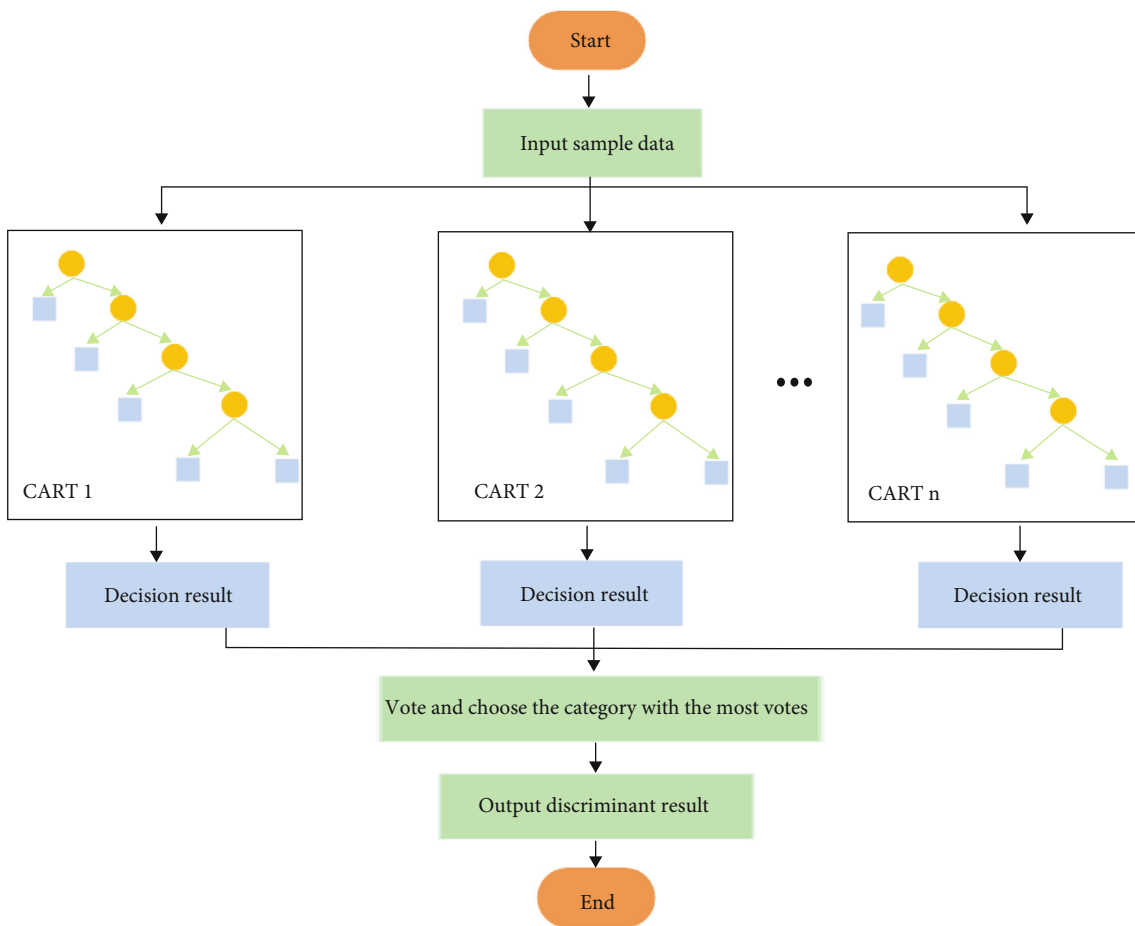 Start
Input sample data
CART 1
CART 2
...
CART n
Decision result
Decision result
Decision result
Vote and choose the category with the most votes
Output discriminant result
End